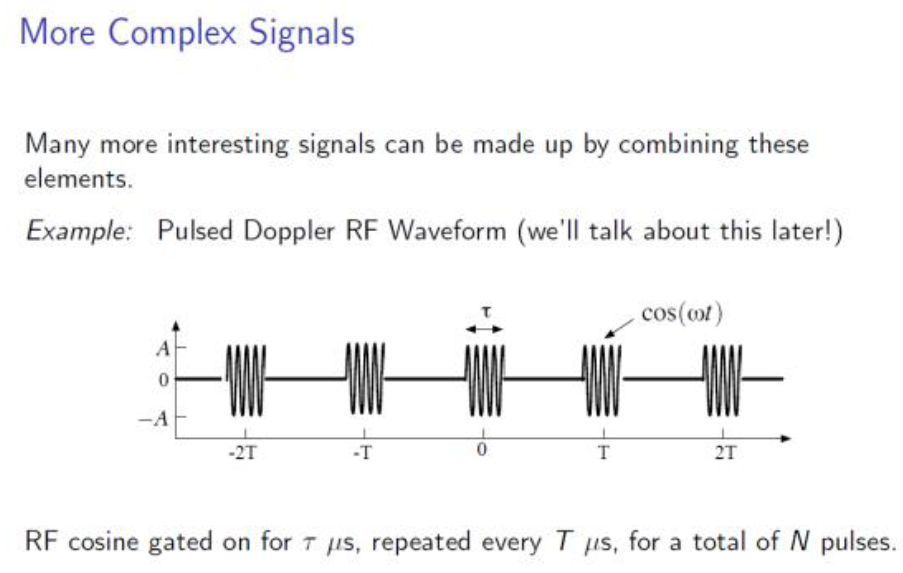 More Complex Signals
Many more interesting signals can be made up by combining these
elements.
Example: Pulsed Doppler RF Waveform (we'll talk about this later!)
τ
cos(ωt)
A
0
−A
-2T
-T
0
T
2T
RF cosine gated on for τ μs, repeated every T μs, for a total of N pulses.